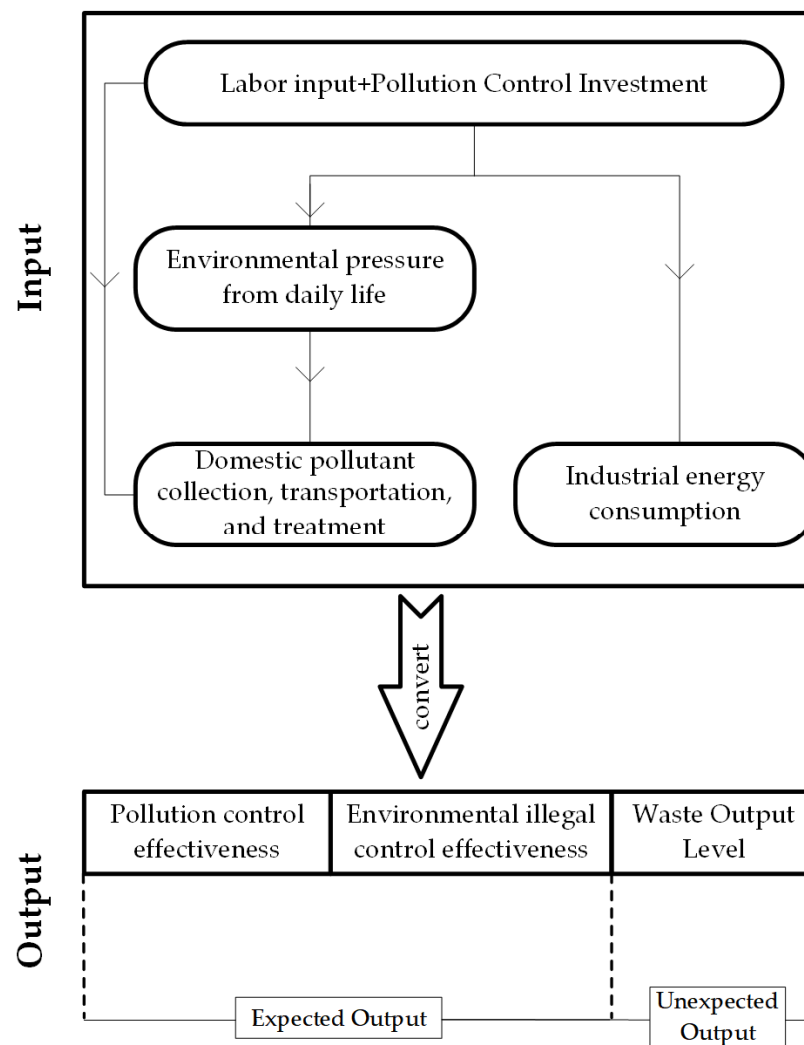 Input
Labor input+Pollution Control Investment
Environmental pressure
from daily life
Domestic pollutant
collection, transportation,
and treatment
Industrial energy
consumption
convert
Output
Pollution control
effectiveness
Environmental illegal
control effectiveness
Waste Output
Level
Expected Output
Unexpected
Output